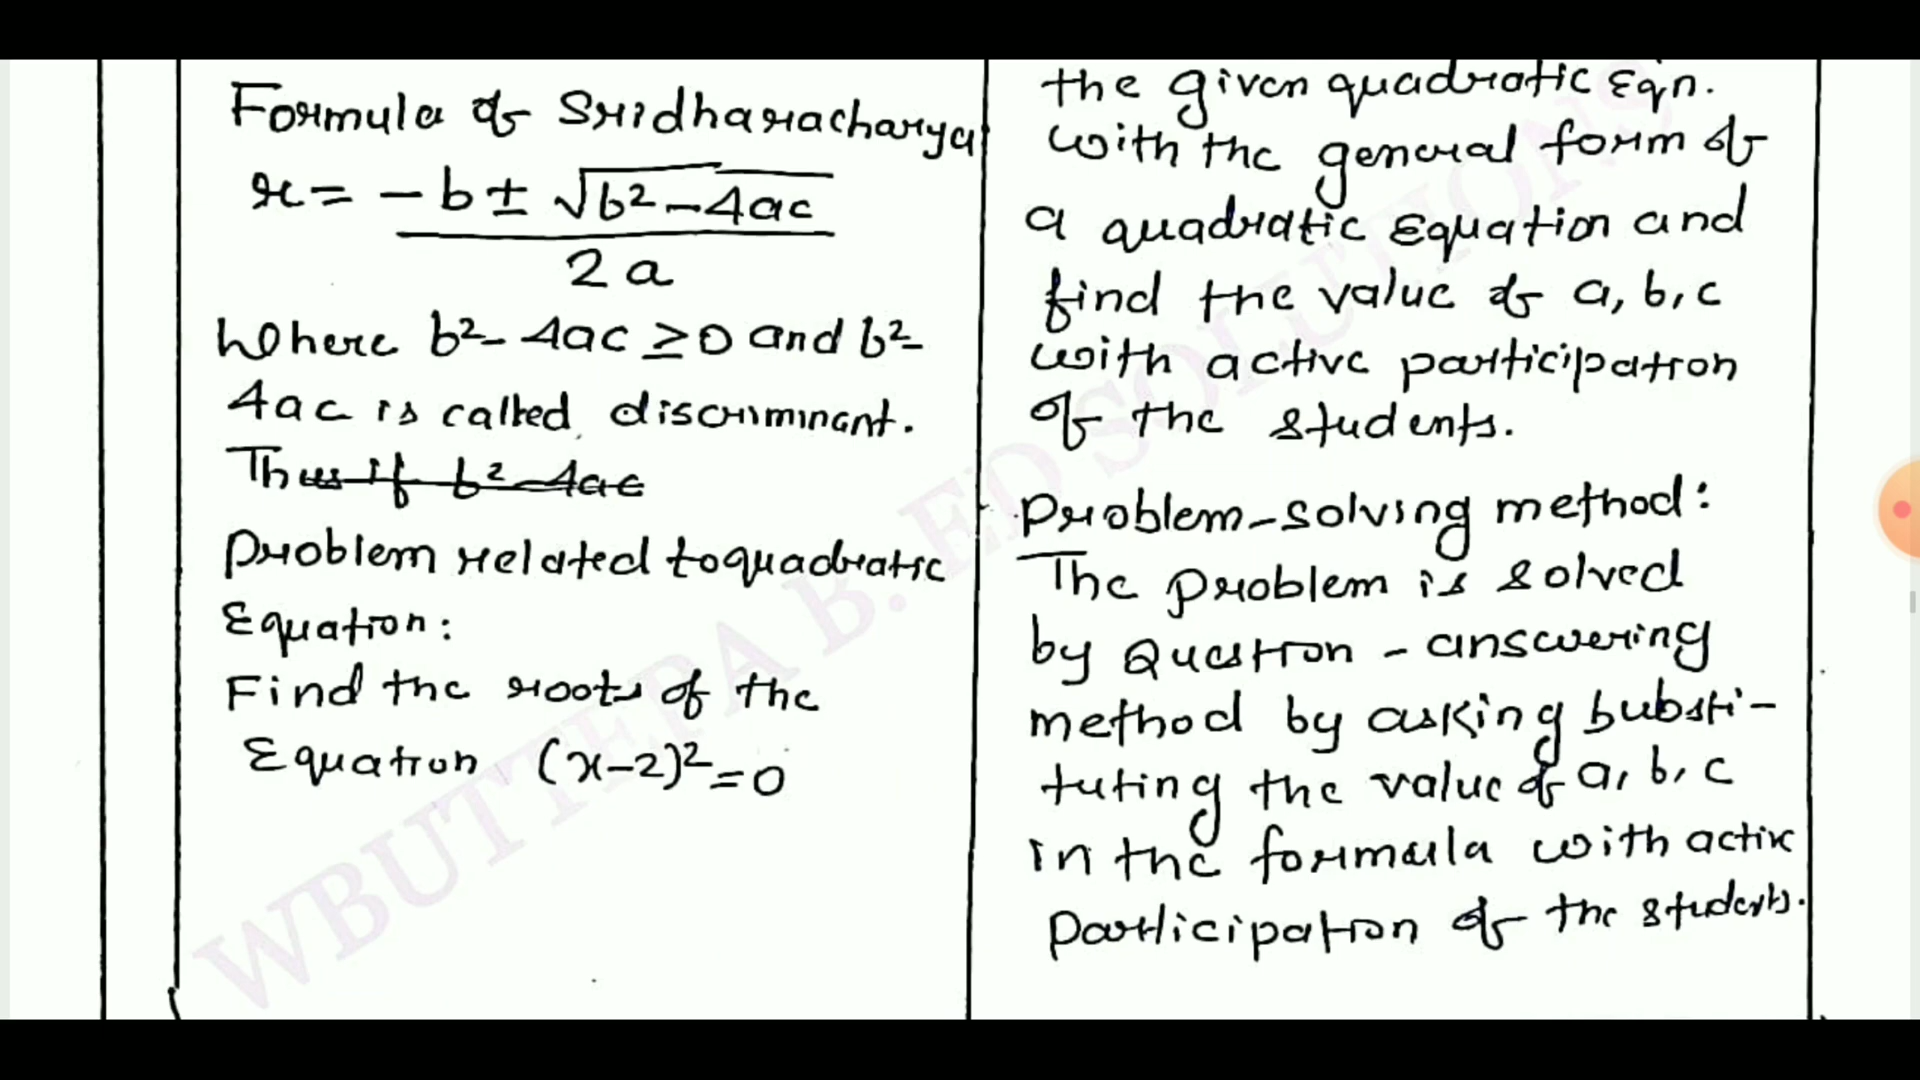 Formula of Sridharacharya
x = -b ± √b²-4ac
2a
Where b²- 4ac ≥0 and b²-
4ac is called discriminant.
Thus if b²-4ac
Problem related to quadratic
Equation:
Find the roots of the
Equation (x-2)²=0
the given quadratic Eqn.
with the general form of
a quadratic Equation and
find the value of a, b, c
with active participation
of the students.
Problem-solving method:
The problem is solved
by Question - answering
method by asking substi-
tuting the value of a, b, c
in the formula with active
participation of the students.
WBUTTEPA B.ED SOLUTIONS